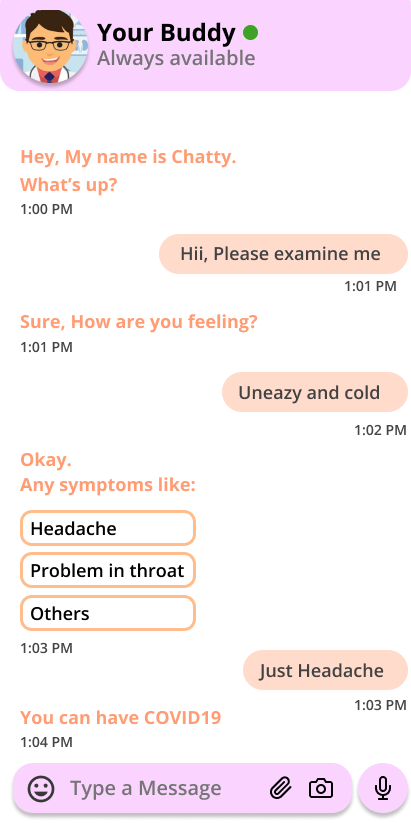 Your Buddy
Always available
Hey, My name is Chatty.
What's up?
1:00 PM
Hii, Please examine me
1:01 PM
Sure, How are you feeling?
1:01 PM
Uneazy and cold
1:02 PM
Okay.
Any symptoms like:
Headache
Problem in throat
Others
1:03 PM
Just Headache
1:03 PM
You can have COVID19
1:04 PM
Type a Message